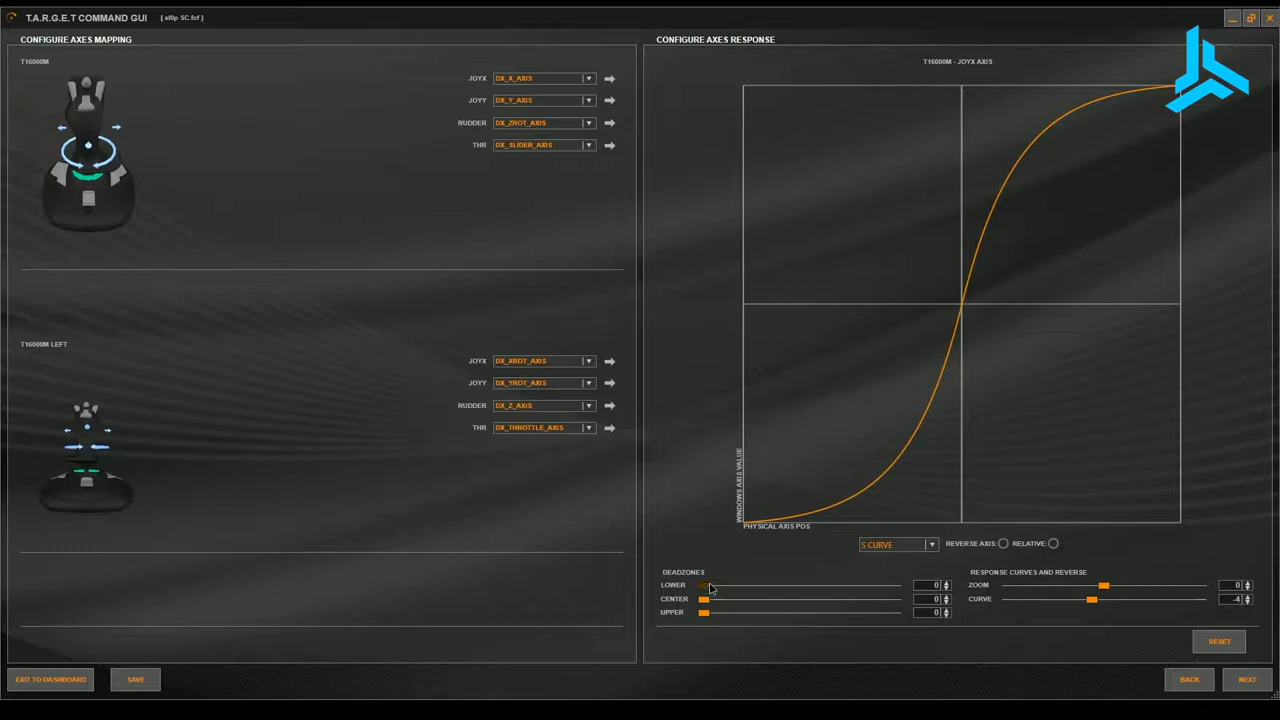 T.A.R.G.E.T COMMAND GUI [ xl0p SC.fcf ]
CONFIGURE AXES MAPPING
T16000M
JOYX DX_X_AXIS
JOYY DX_Y_AXIS
RUDDER DX_ZROT_AXIS
THR DX_SLIDER_AXIS
T16000M LEFT
JOYX DX_XROT_AXIS
JOYY DX_YROT_AXIS
RUDDER DX_Z_AXIS
THR DX_THROTTLE_AXIS
EXIT TO DASHBOARD SAVE
CONFIGURE AXES RESPONSE
T16000M - JOYX AXIS
WINDOWS AXIS VALUE
PHYSICAL AXIS POS
S CURVE REVERSE AXIS: RELATIVE:
DEADZONES
LOWER 0
CENTER 0
UPPER 0
RESPONSE CURVES AND REVERSE
ZOOM 0
CURVE -4
RESET
BACK NEXT